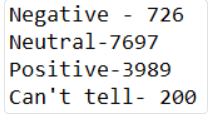 Negative - 726
Neutral-7697
Positive-3989
Can't tell- 200